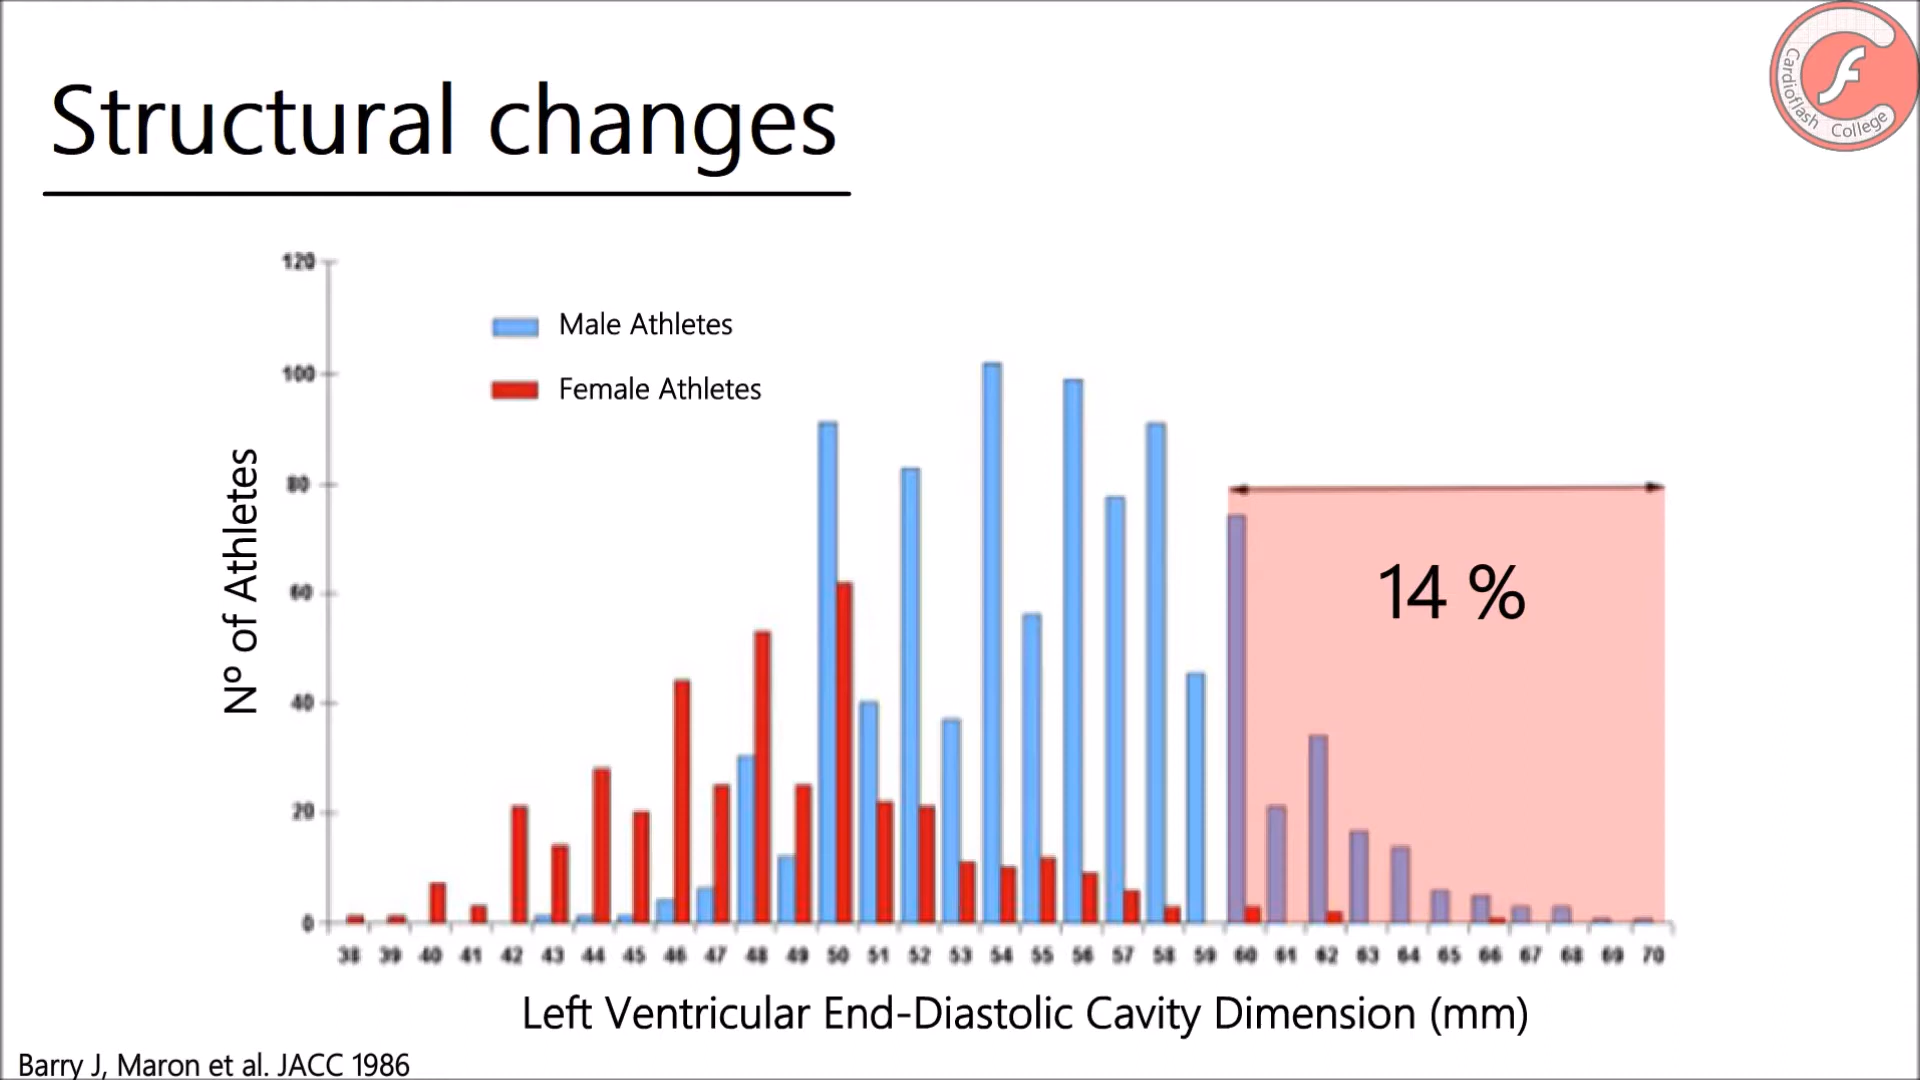 Structural changes
Cardioflash College
120
100
80
60
40
20
0
Male Athletes
Female Athletes
Nº of Athletes
14 %
38 39 40 41 42 43 44 45 46 47 48 49 50 51 52 53 54 55 56 57 58 59 60 61 62 63 64 65 66 67 68 69 70
Left Ventricular End-Diastolic Cavity Dimension (mm)
Barry J, Maron et al. JACC 1986